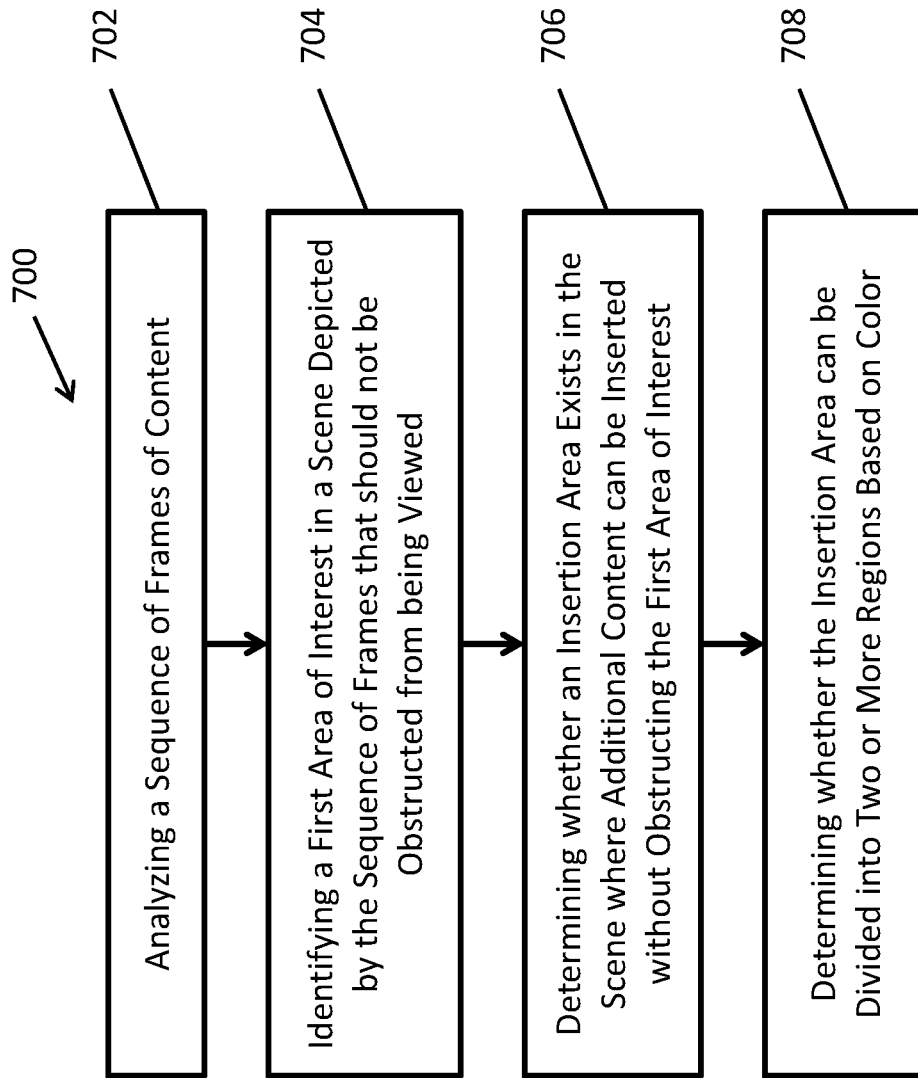 700
Analyzing a Sequence of Frames of Content
702
Identifying a First Area of Interest in a Scene Depicted
by the Sequence of Frames that should not be
Obstructed from being Viewed
704
Determining whether an Insertion Area Exists in the
Scene where Additional Content can be Inserted
without Obstructing the First Area of Interest
706
Determining whether the Insertion Area can be
Divided into Two or More Regions Based on Color
708